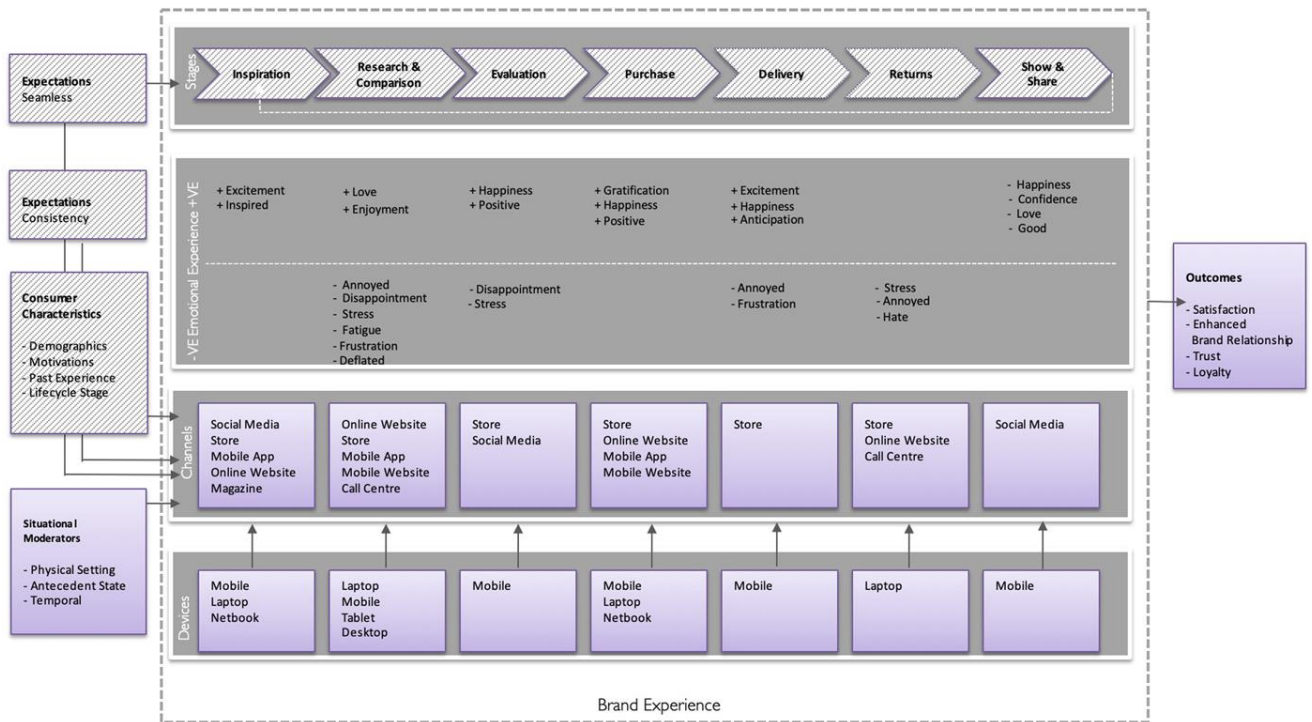 Stages
Inspiration
Research &
Comparison
Evaluation
Purchase
Delivery
Returns
Show &
Share
Expectations
Seamless
Expectations
Consistency
Consumer
Characteristics
- Demographics
- Motivations
- Past Experience
- Lifecycle Stage
Situational
Moderators
- Physical Setting
- Antecedent State
- Temporal
-VE Emotional Experience +VE
+ Excitement
+ Inspired
+ Love
+ Enjoyment
+ Happiness
+ Positive
+ Gratification
+ Happiness
+ Positive
+ Excitement
+ Happiness
+ Anticipation
- Happiness
- Confidence
- Love
- Good
- Annoyed
- Disappointment
- Stress
- Fatigue
- Frustration
- Deflated
- Disappointment
- Stress
- Annoyed
- Frustration
- Stress
- Annoyed
- Hate
Channels
Social Media
Store
Mobile App
Online Website
Magazine
Online Website
Store
Mobile App
Mobile Website
Call Centre
Store
Social Media
Store
Online Website
Mobile App
Mobile Website
Store
Store
Online Website
Call Centre
Social Media
Devices
Mobile
Laptop
Netbook
Laptop
Mobile
Tablet
Desktop
Mobile
Mobile
Laptop
Netbook
Mobile
Laptop
Mobile
Outcomes
- Satisfaction
- Enhanced
Brand Relationship
- Trust
- Loyalty
Brand Experience